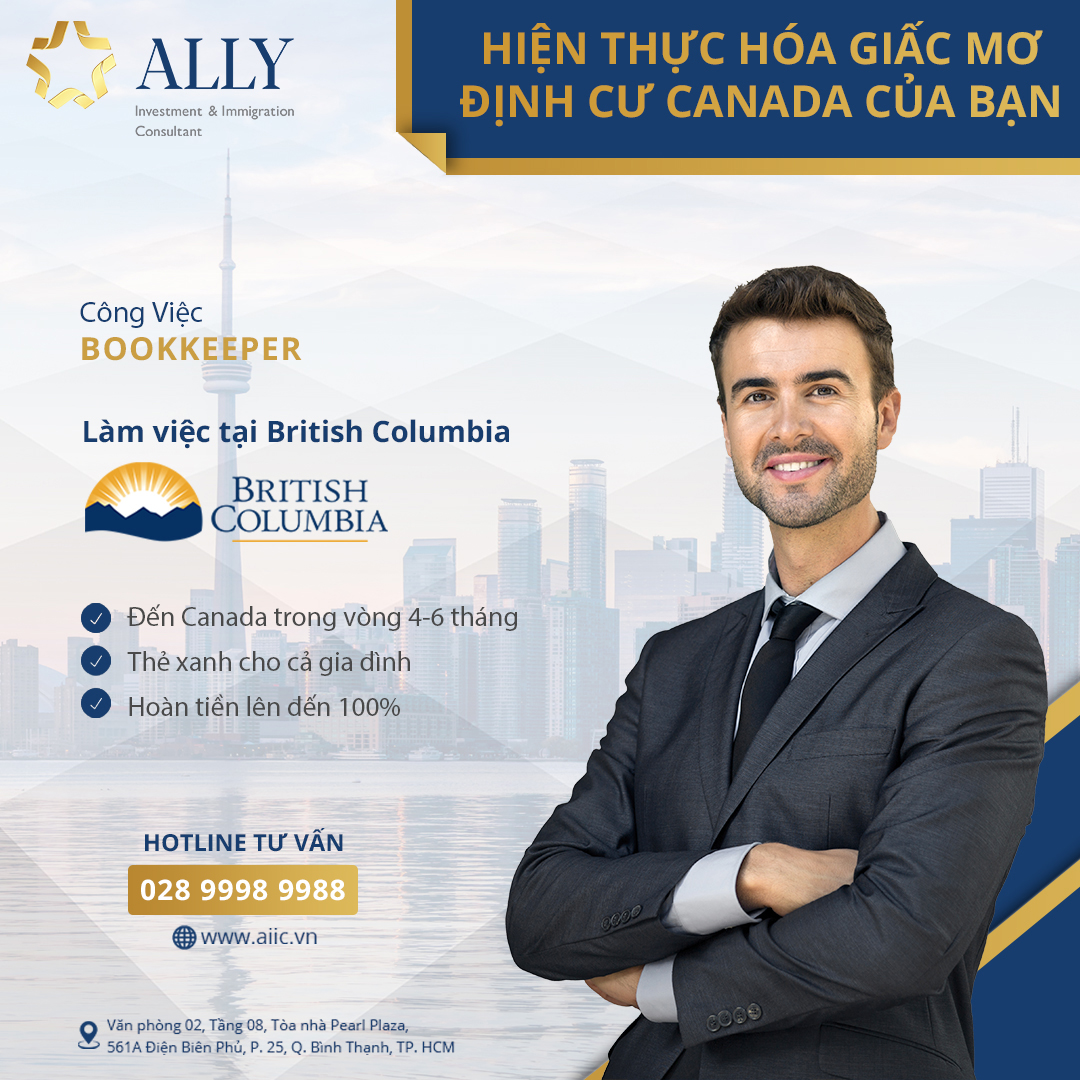 ALLY
Investment & Immigration
Consultant
HIỆN THỰC HÓA GIẤC MƠ
ĐỊNH CƯ CANADA CỦA BẠN
Công Việc
BOOKKEEPER
Làm việc tại British Columbia
BRITISH
COLUMBIA
Đến Canada trong vòng 4-6 tháng
Thẻ xanh cho cả gia đình
Hoàn tiền lên đến 100%
HOTLINE TƯ VẤN
028 9998 9988
www.aiic.vn
Văn phòng 02, Tầng 08, Tòa nhà Pearl Plaza,
561A Điện Biên Phủ, P. 25, Q. Bình Thạnh, TP. HCM